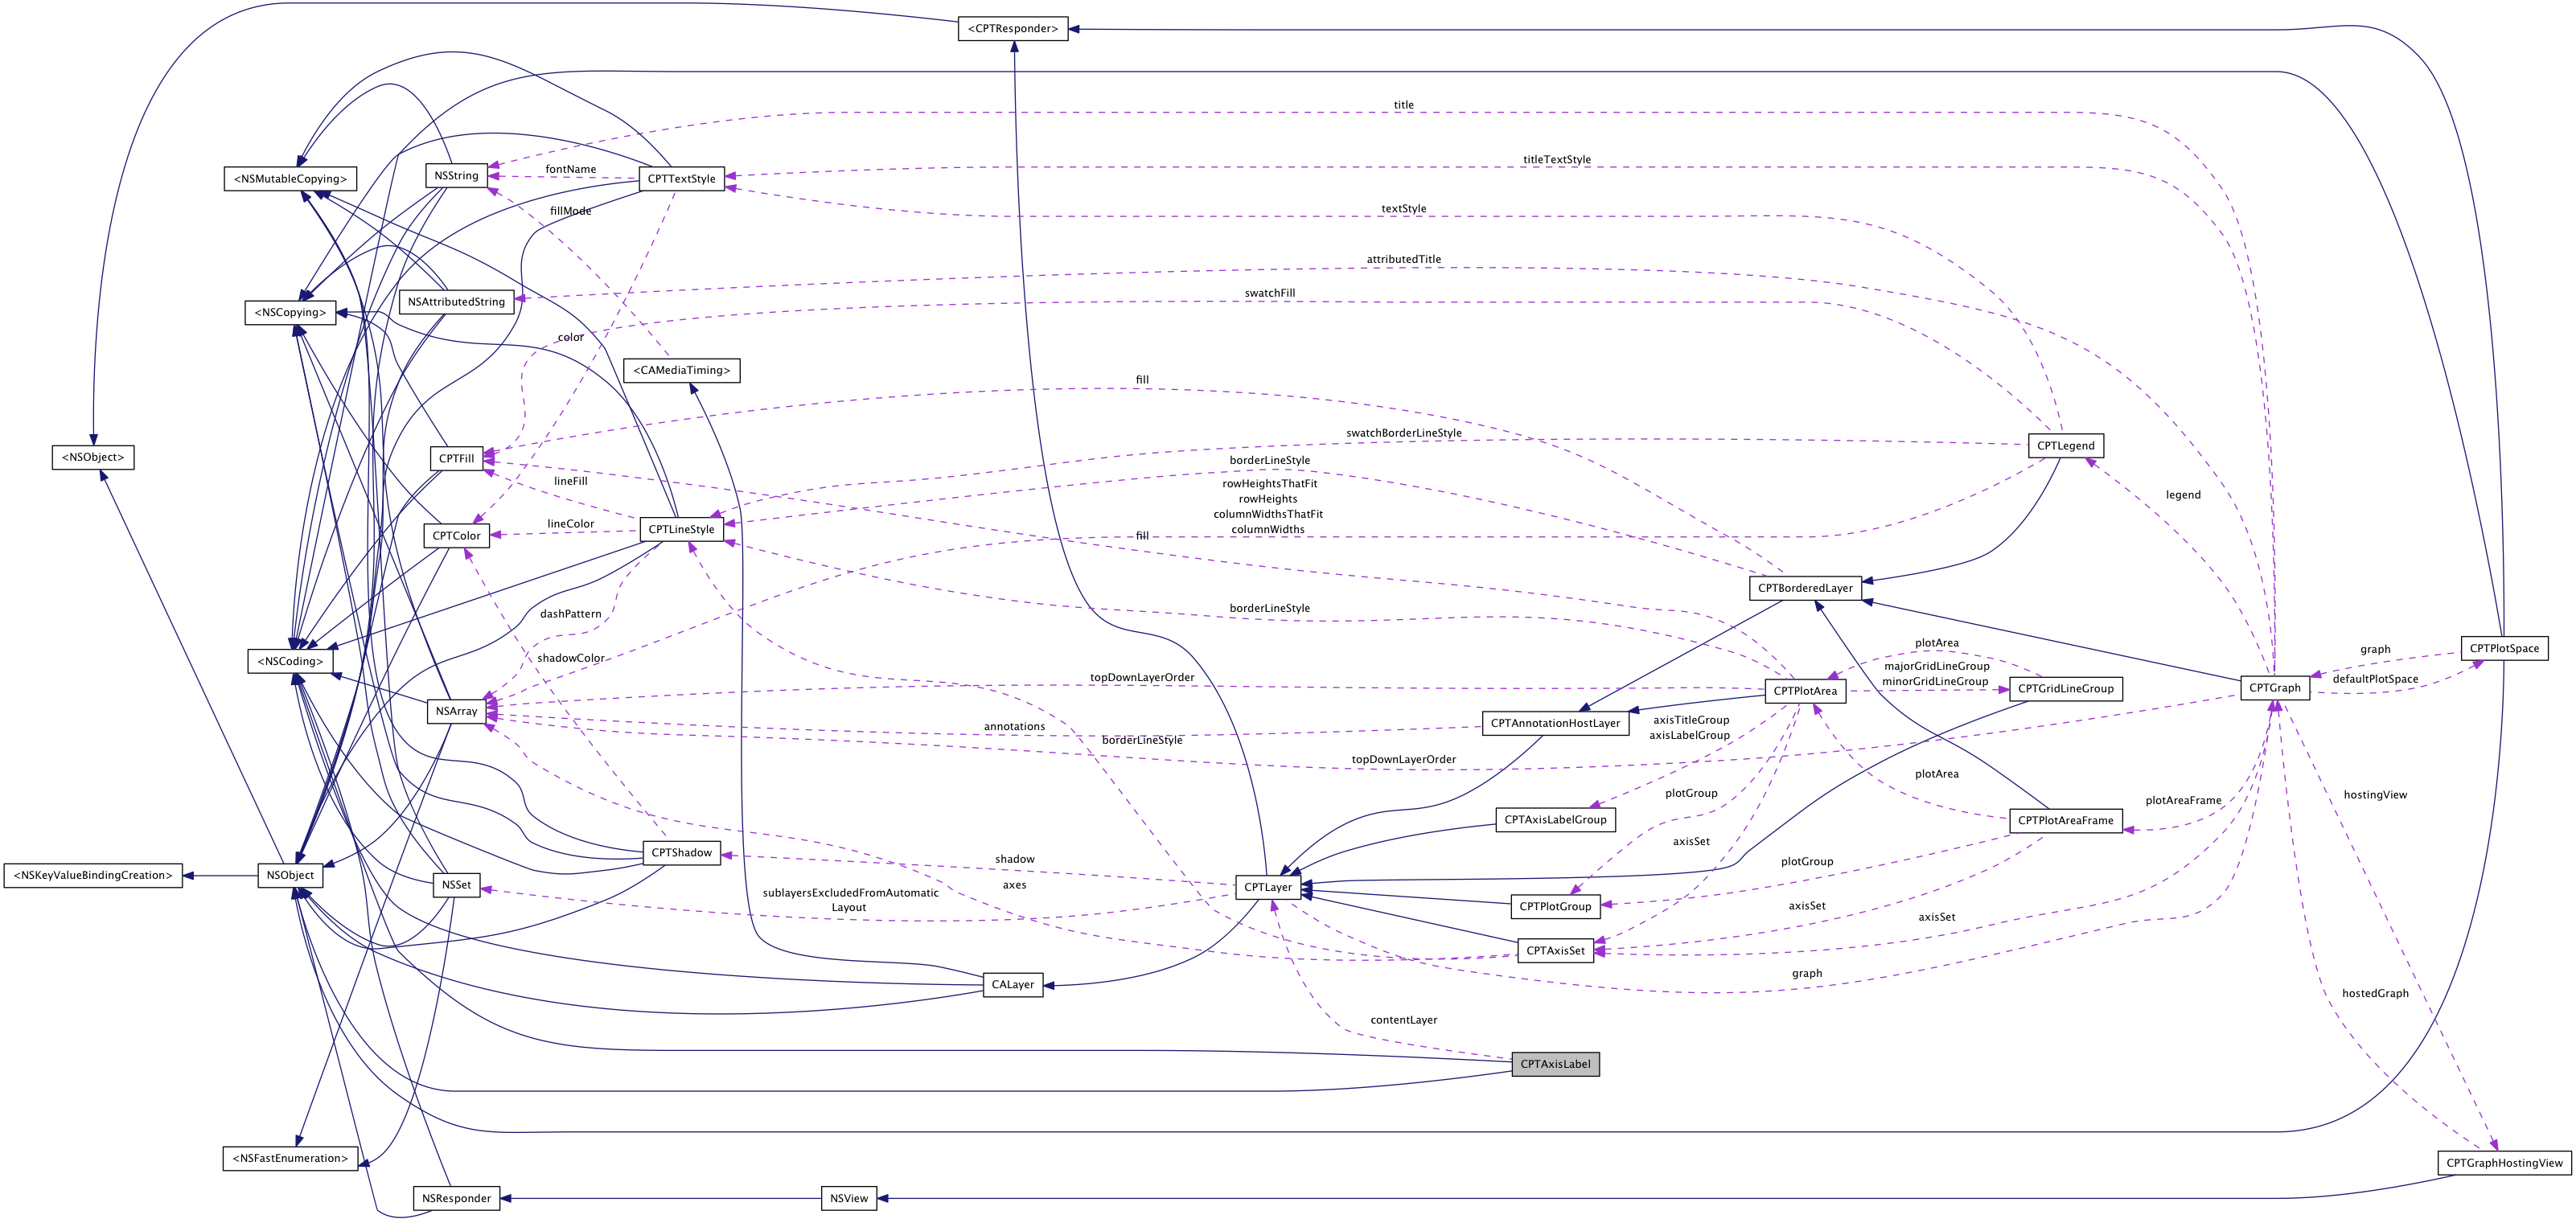 <CPTResponder>
title
titleTextStyle
fontName
<NSMutableCopying>
NSString
CPTTextStyle
fillMode
textStyle
attributedTitle
swatchFill
NSAttributedString
<NSCopying>
color
<CAMediaTiming>
fill
swatchBorderLineStyle
CPTLegend
<NSObject>
CPTFill
borderLineStyle
lineFill
rowHeightsThatFit
rowHeights
columnWidthsThatFit
columnWidths
legend
lineColor
CPTLineStyle
CPTColor
fill
CPTBorderedLayer
dashPattern
borderLineStyle
plotArea
graph
CPTPlotSpace
<NSCoding>
shadowColor
majorGridLineGroup
minorGridLineGroup
topDownLayerOrder
defaultPlotSpace
CPTPlotArea
CPTGridLineGroup
CPTGraph
NSArray
annotations
CPTAnnotationHostLayer
axisTitleGroup
axisLabelGroup
borderLineStyle
topDownLayerOrder
plotArea
plotGroup
hostingView
plotAreaFrame
CPTAxisLabelGroup
CPTPlotAreaFrame
axisSet
CPTShadow
shadow
plotGroup
<NSKeyValueBindingCreation>
NSObject
NSSet
axes
CPTLayer
sublayersExcludedFromAutomatic
Layout
CPTPlotGroup
axisSet
axisSet
CPTAxisSet
graph
CALayer
hostedGraph
contentLayer
CPTAxisLabel
<NSFastEnumeration>
CPTGraphHostingView
NSResponder
NSView